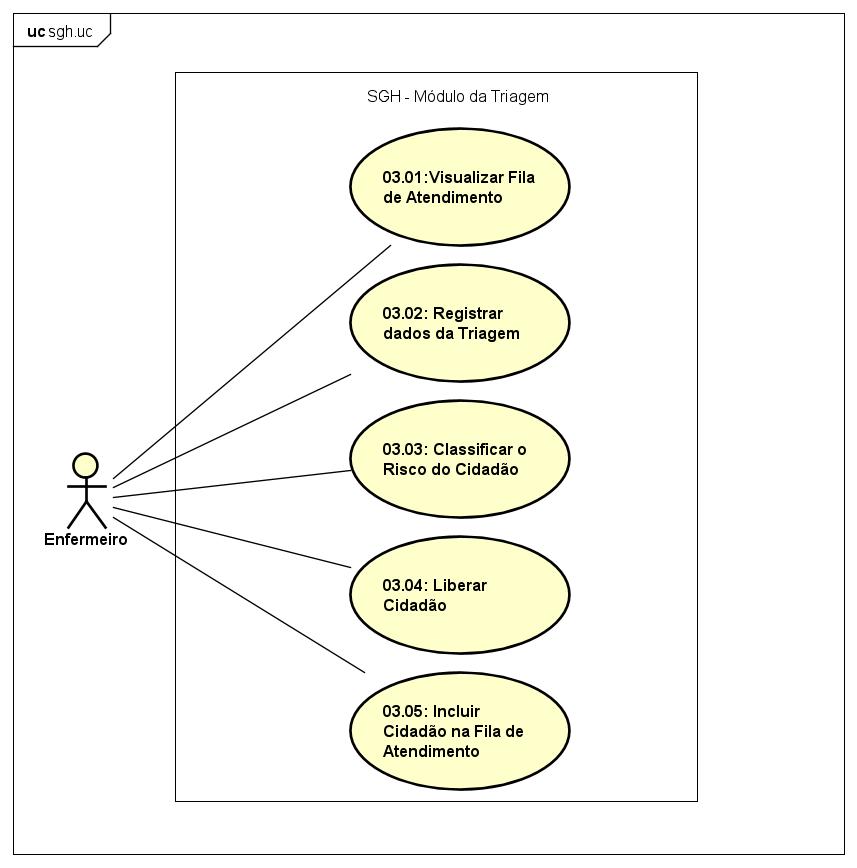 uc sgh.uc
SGH - Módulo da Triagem
03.01:Visualizar Fila
de Atendimento
03.02: Registrar
dados da Triagem
03.03: Classificar o
Risco do Cidadão
Enfermeiro
03.04: Liberar
Cidadão
03.05: Incluir
Cidadão na Fila de
Atendimento